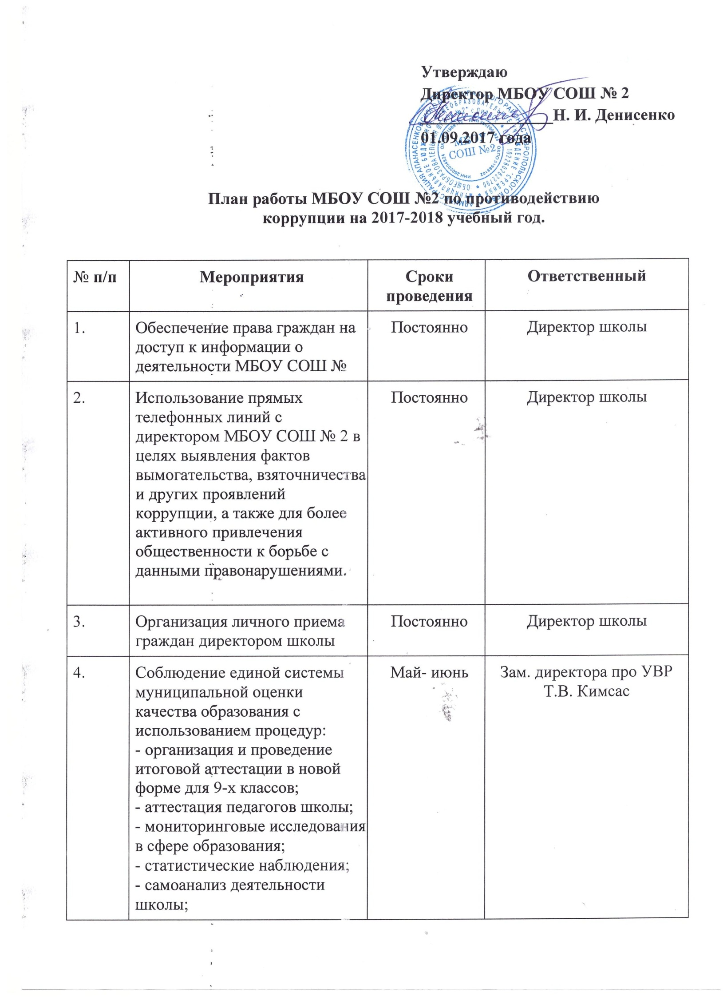 Утверждаю
Директор МБОУ СОШ № 2
Н. И. Денисенко
01.09.2017 года
МБОУ
СОШ №2
План работы МБОУ СОШ №2 по противодействию
коррупции на 2017-2018 учебный год.
№ п/п
Мероприятия
Сроки
проведения
Ответственный
1.
Обеспечение права граждан на
доступ к информации о
деятельности МБОУ СОШ №
Постоянно
Директор школы
2.
Использование прямых
телефонных линий с
директором МБОУ СОШ № 2 в
целях выявления фактов
вымогательства, взяточничества
и других проявлений
коррупции, а также для более
активного привлечения
общественности к борьбе с
данными правонарушениями.
Постоянно
Директор школы
3.
Организация личного приема
граждан директором школы
Постоянно
Директор школы
4.
Соблюдение единой системы
муниципальной оценки
качества образования с
использованием процедур:
- организация и проведение
итоговой аттестации в новой
форме для 9-х классов;
- аттестация педагогов школы;
- мониторинговые исследования
в сфере образования;
- статистические наблюдения;
- самоанализ деятельности
школы;
Май- июнь
Зам. директора про УВР
Т.В. Кимсас